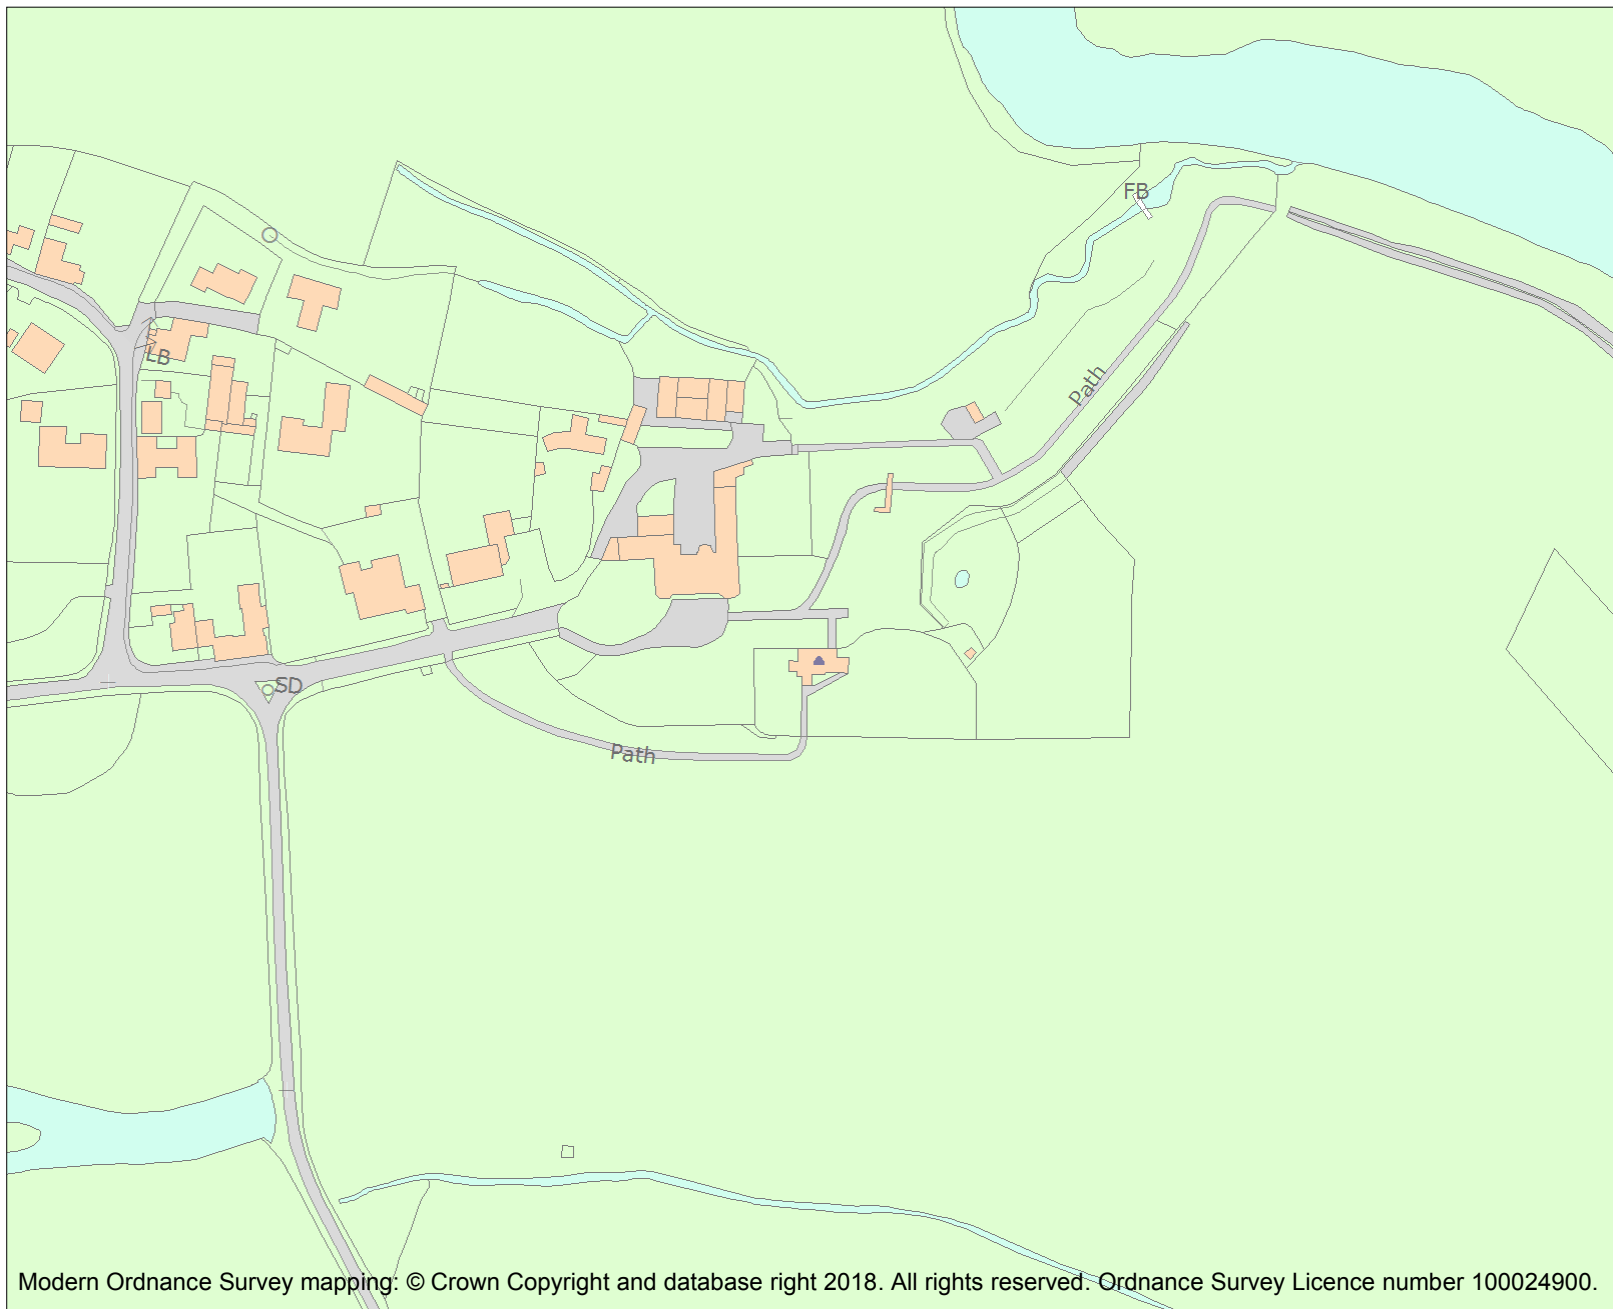 FB
LB
Path
SD
Path
Modern Ordnance Survey mapping: © Crown Copyright and database right 2018. All rights reserved. Ordnance Survey Licence number 100024900.